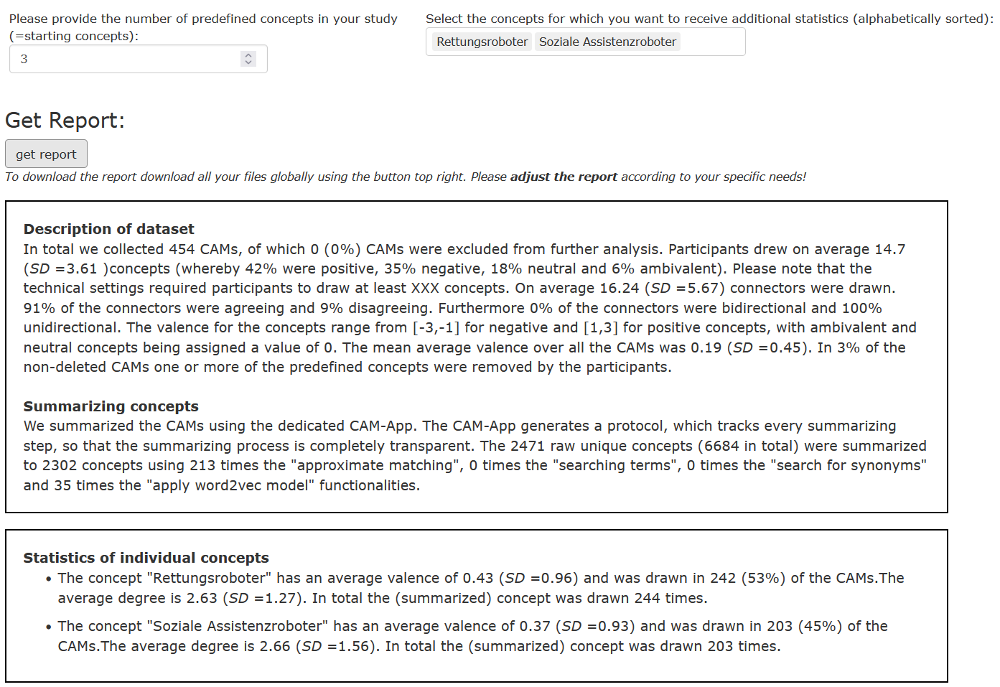 Please provide the number of predefined concepts in your study
(=starting concepts):
3
Select the concepts for which you want to receive additional statistics (alphabetically sorted):
Rettungsroboter Soziale Assistenzroboter
Get Report:
get report
To download the report download all your files globally using the button top right. Please adjust the report according to your specific needs!
Description of dataset
In total we collected 454 CAMs, of which 0 (0%) CAMs were excluded from further analysis. Participants drew on average 14.7
(SD =3.61 )concepts (whereby 42% were positive, 35% negative, 18% neutral and 6% ambivalent). Please note that the
technical settings required participants to draw at least XXX concepts. On average 16.24 (SD =5.67) connectors were drawn.
91% of the connectors were agreeing and 9% disagreeing. Furthermore 0% of the connectors were bidirectional and 100%
unidirectional. The valence for the concepts range from [-3,-1] for negative and [1,3] for positive concepts, with ambivalent and
neutral concepts being assigned a value of 0. The mean average valence over all the CAMs was 0.19 (SD =0.45). In 3% of the
non-deleted CAMs one or more of the predefined concepts were removed by the participants.
Summarizing concepts
We summarized the CAMs using the dedicated CAM-App. The CAM-App generates a protocol, which tracks every summarizing
step, so that the summarizing process is completely transparent. The 2471 raw unique concepts (6684 in total) were summarized
to 2302 concepts using 213 times the "approximate matching", 0 times the "searching terms", 0 times the "search for synonyms"
and 35 times the "apply word2vec model" functionalities.
Statistics of individual concepts
• The concept "Rettungsroboter" has an average valence of 0.43 (SD =0.96) and was drawn in 242 (53%) of the CAMs.The
average degree is 2.63 (SD =1.27). In total the (summarized) concept was drawn 244 times.
• The concept "Soziale Assistenzroboter" has an average valence of 0.37 (SD =0.93) and was drawn in 203 (45%) of the
CAMs.The average degree is 2.66 (SD =1.56). In total the (summarized) concept was drawn 203 times.